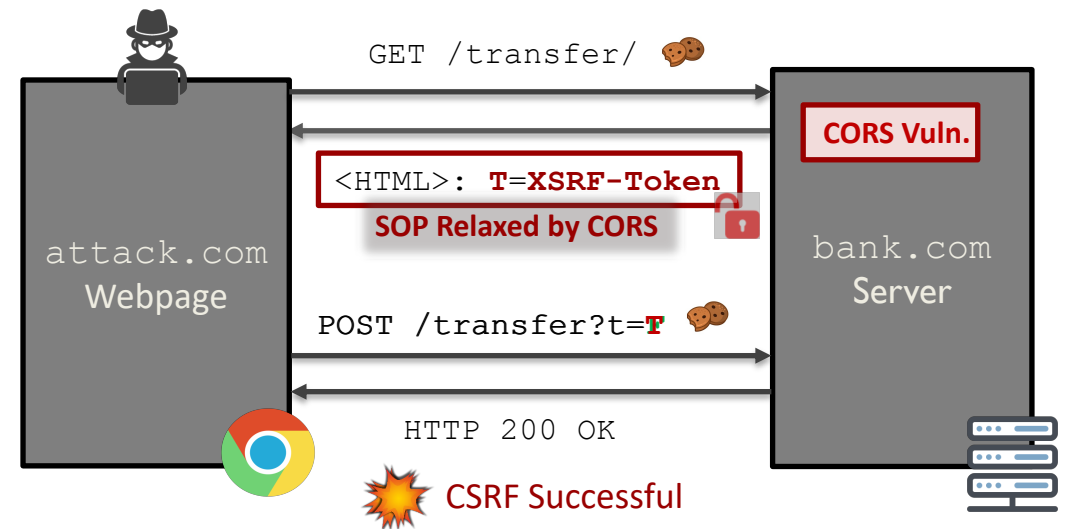 GET /transfer/
CORS Vuln.
<HTML>: T=XSRF-Token
SOP Relaxed by CORS
attack.com
Webpage
bank.com
Server
POST /transfer?t=T
HTTP 200 OK
CSRF Successful